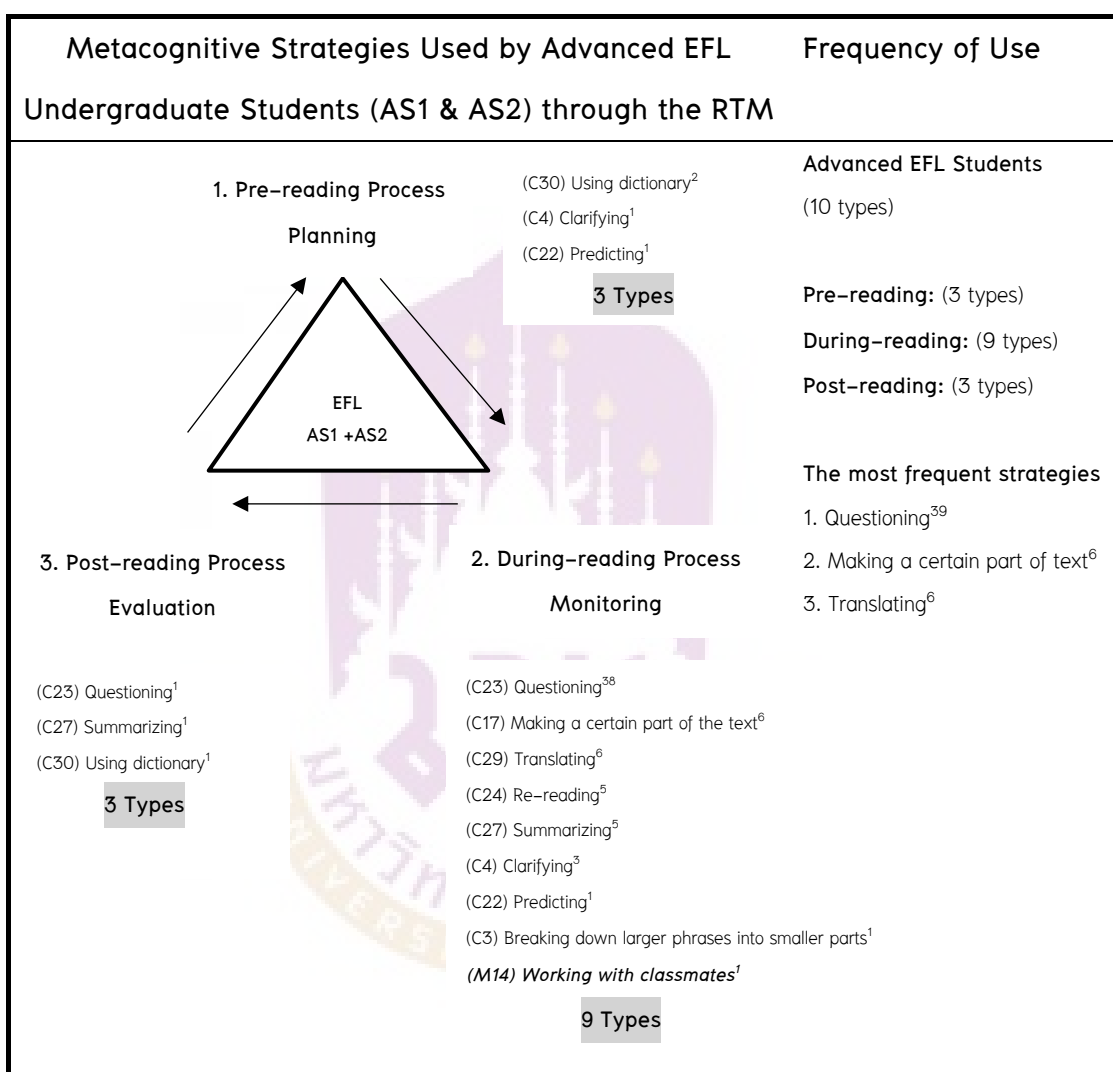 Metacognitive Strategies Used by Advanced EFL
Undergraduate Students (AS1 & AS2) through the RTM
Frequency of Use
1. Pre-reading Process
Planning
(C30) Using dictionary²
(C4) Clarifying¹
(C22) Predicting¹
3 Types
EFL
AS1 +AS2
3. Post-reading Process
Evaluation
(C23) Questioning¹
(C27) Summarizing¹
(C30) Using dictionary¹
3 Types
2. During-reading Process
Monitoring
(C23) Questioning³⁸
(C17) Making a certain part of the text⁶
(C29) Translating⁶
(C24) Re-reading⁵
(C27) Summarizing⁵
(C4) Clarifying³
(C22) Predicting¹
(C3) Breaking down larger phrases into smaller parts¹
(M14) Working with classmates¹
9 Types
Advanced EFL Students
(10 types)
Pre-reading: (3 types)
During-reading: (9 types)
Post-reading: (3 types)
The most frequent strategies
1. Questioning³⁹
2. Making a certain part of text⁶
3. Translating⁶